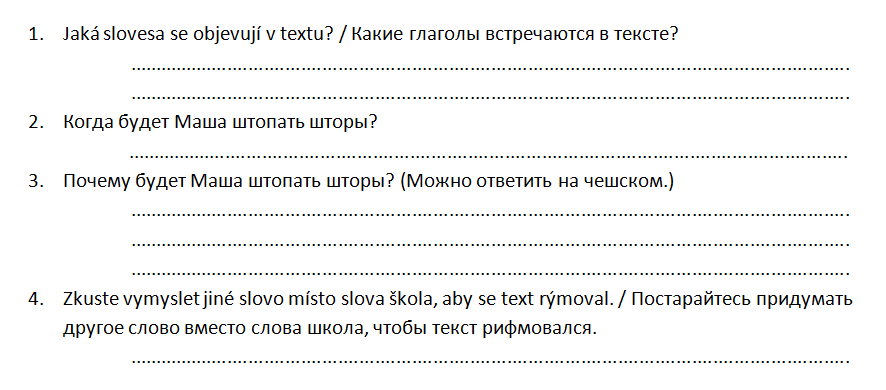 1. Jaká slovesa se objevují v textu? / Какие глаголы встречаются в тексте?
2. Когда будет Маша штопать шторы?
3. Почему будет Маша штопать шторы? (Можно ответить на чешском.)
4. Zkuste vymyslet jiné slovo místo slova škola, aby se text rýmoval. / Постарайтесь придумать
другое слово вместо слова школа, чтобы текст рифмовался.